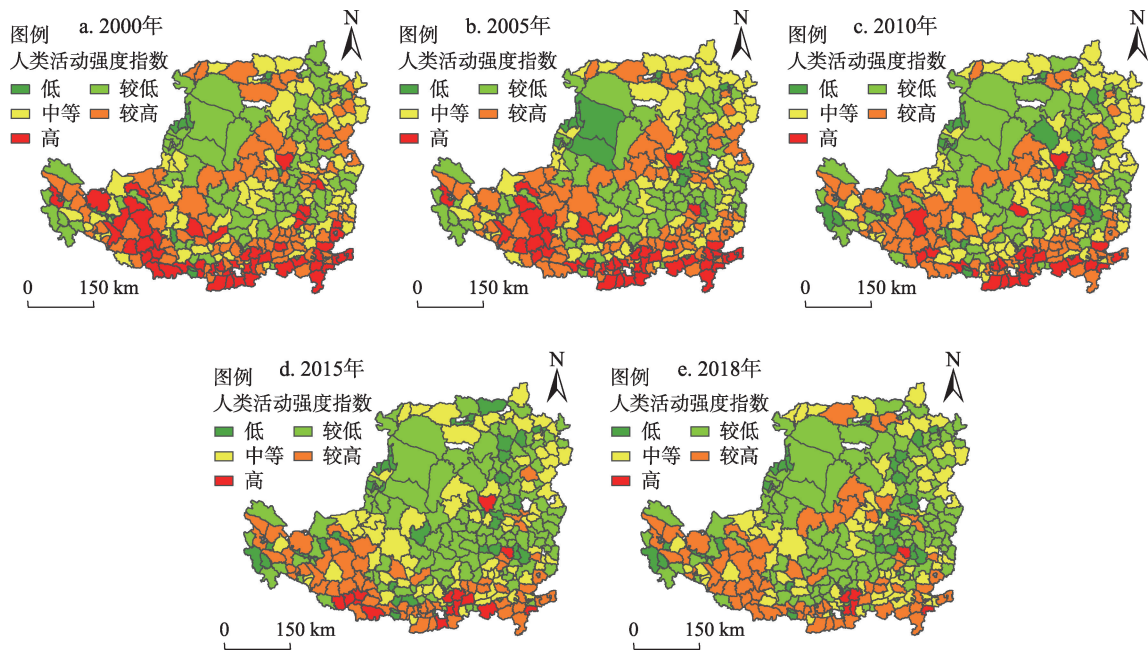 图例
a. 2000年
N
人类活动强度指数
低
较低
中等
较高
高
0
150 km
图例
b. 2005年
N
人类活动强度指数
低
较低
中等
较高
高
0
150 km
图例
c. 2010年
N
人类活动强度指数
低
较低
中等
较高
高
0
150 km
图例
d. 2015年
N
人类活动强度指数
低
较低
中等
较高
高
0
150 km
图例
e. 2018年
N
人类活动强度指数
低
较低
中等
较高
高
0
150 km